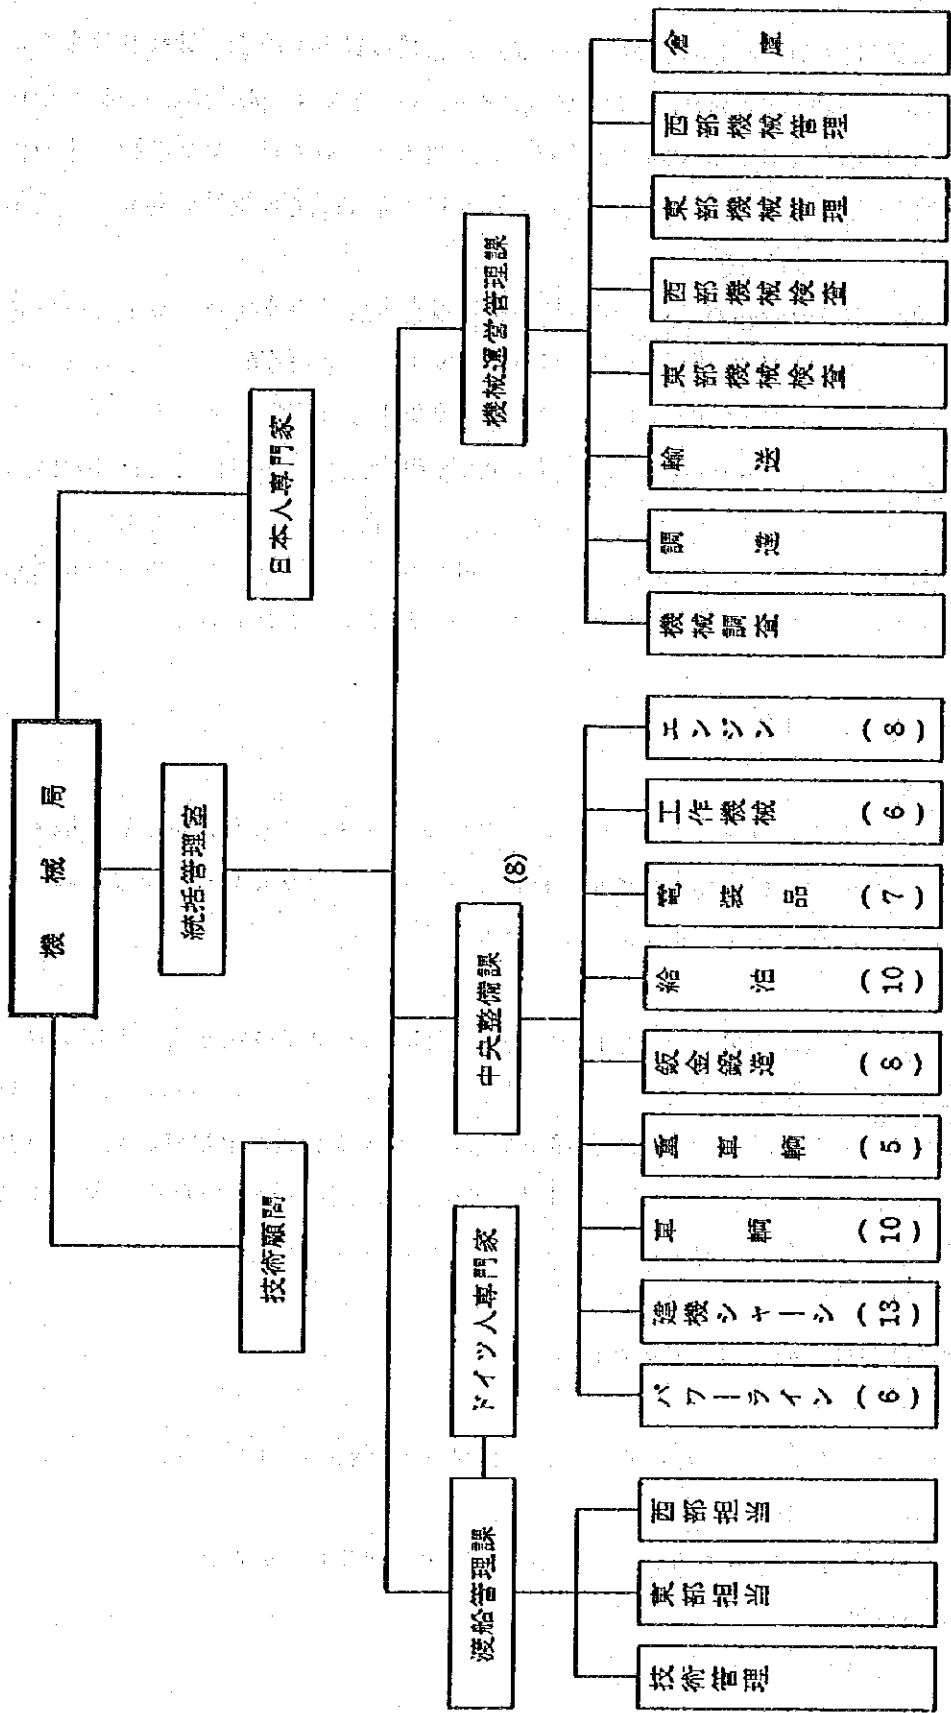 機械局
技術顧問
統括管理室
日本人専門家
渡船管理課
ドイツ人専門家
中央整備課
(8)
機械運営管理課
技術管理
東部担当
西部担当
パワーライン (6)
建機シャーシ (13)
車輌 (10)
重車輌 (5)
鈑金鍛造 (8)
給油 (10)
電装品 (7)
工作機械 (6)
エンジン (8)
機械調査
調達
輸送
東部機械検査
西部機械検査
東部機械管理
西部機械管理
倉庫